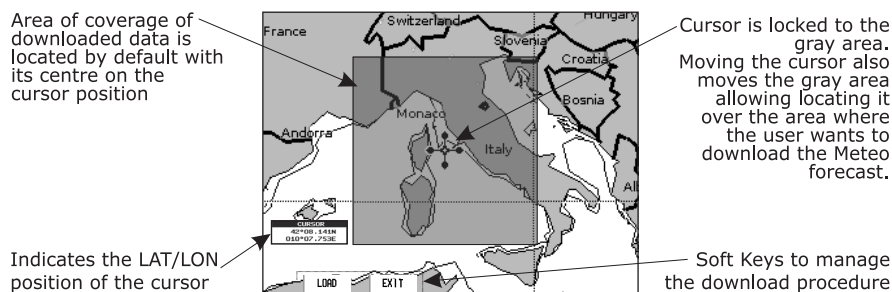 Area of coverage of
downloaded data is
located by default with
its centre on the
cursor position
Indicates the LAT/LON
position of the cursor
France
Switzerland
Hungary
Slovenia
Croatia
Bosnia
Monaco
Andorra
Italy
Al
CURSOR
42°08.141N
010°07.753E
LOAD
EXIT
Cursor is locked to the
gray area.
Moving the cursor also
moves the gray area
allowing locating it
over the area where
the user wants to
download the Meteo
forecast.
Soft Keys to manage
the download procedure